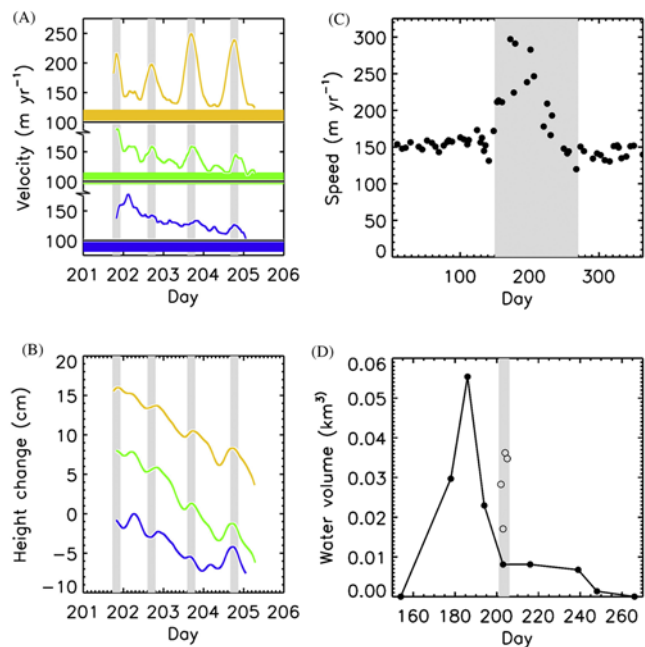 (A)
Velocity (m yr⁻¹)
250
200
150
100
150
100
150
100
201 202 203 204 205 206
Day
(C)
Speed (m yr⁻¹)
350
300
250
200
150
100
50
0
100 200 300
Day
(B)
Height change (cm)
20
15
10
5
0
−5
−10
201 202 203 204 205 206
Day
(D)
Water volume (km³)
0.06
0.05
0.04
0.03
0.02
0.01
0.00
160 180 200 220 240 260
Day